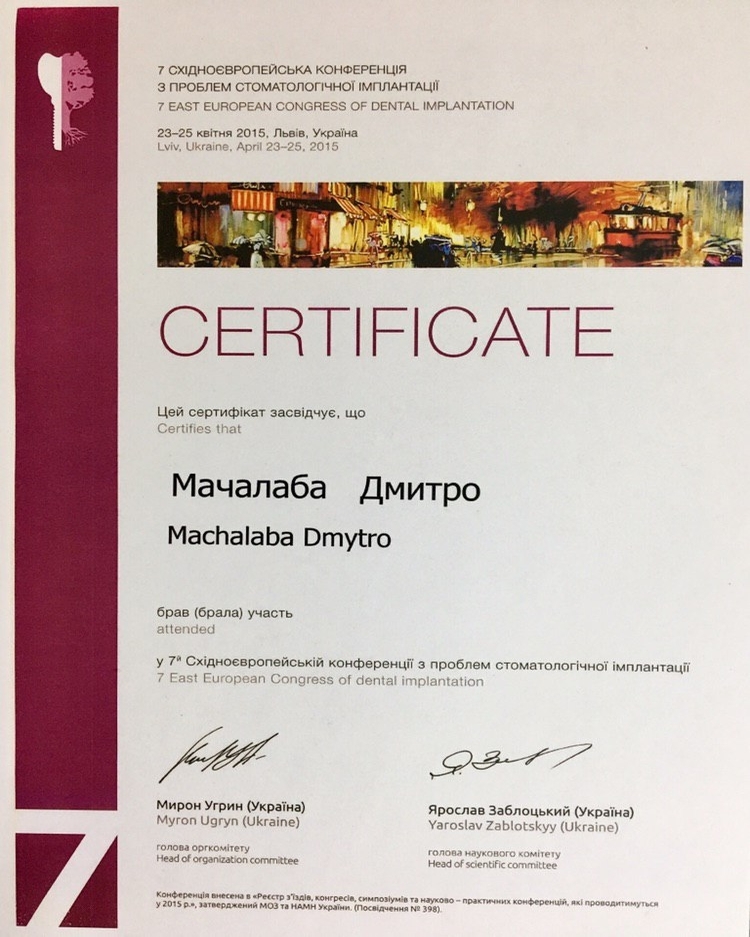 7 СХІДНОЄВРОПЕЙСЬКА КОНФЕРЕНЦІЯ
З ПРОБЛЕМ СТОМАТОЛОГІЧНОЇ ІМПЛАНТАЦІЇ
7 EAST EUROPEAN CONGRESS OF DENTAL IMPLANTATION
23–25 квітня 2015, Львів, Україна
Lviv, Ukraine, April 23–25, 2015
CERTIFICATE
Цей сертифікат засвідчує, що
Certifies that
Мачалаба Дмитро
Machalaba Dmytro
брав (брала) участь
attended
у 7ª Східноєвропейській конференції з проблем стоматологічної імплантації
7 East European Congress of dental implantation
Мирон Угрин (Україна)
Myron Ugryn (Ukraine)
голова оргкомітету
Head of organization committee
Ярослав Заблоцький (Україна)
Yaroslav Zablotskyy (Ukraine)
голова наукового комітету
Head of scientific committee
7
Конференція внесена в «Реєстр з'їздів, конгресів, симпозіумів та науково – практичних конференцій, які проводитимуться
у 2015 р.», затверджений МОЗ та НАМН України. (Посвідчення № 398).